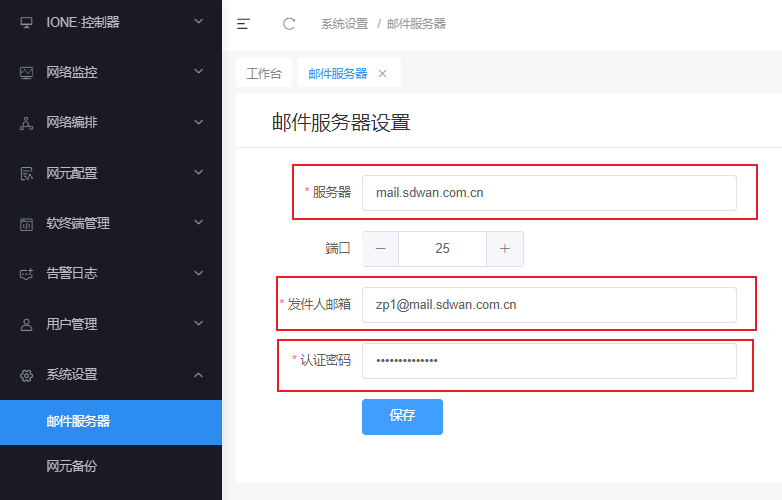 IONE·控制器
网络监控
网络编排
网元配置
软终端管理
告警日志
用户管理
系统设置
邮件服务器
网元备份
系统设置 / 邮件服务器
工作台 邮件服务器 ×
邮件服务器设置
* 服务器 mail.sdwan.com.cn
端口 − 25 +
* 发件人邮箱 zp1@mail.sdwan.com.cn
* 认证密码 ••••••••••••••
保存